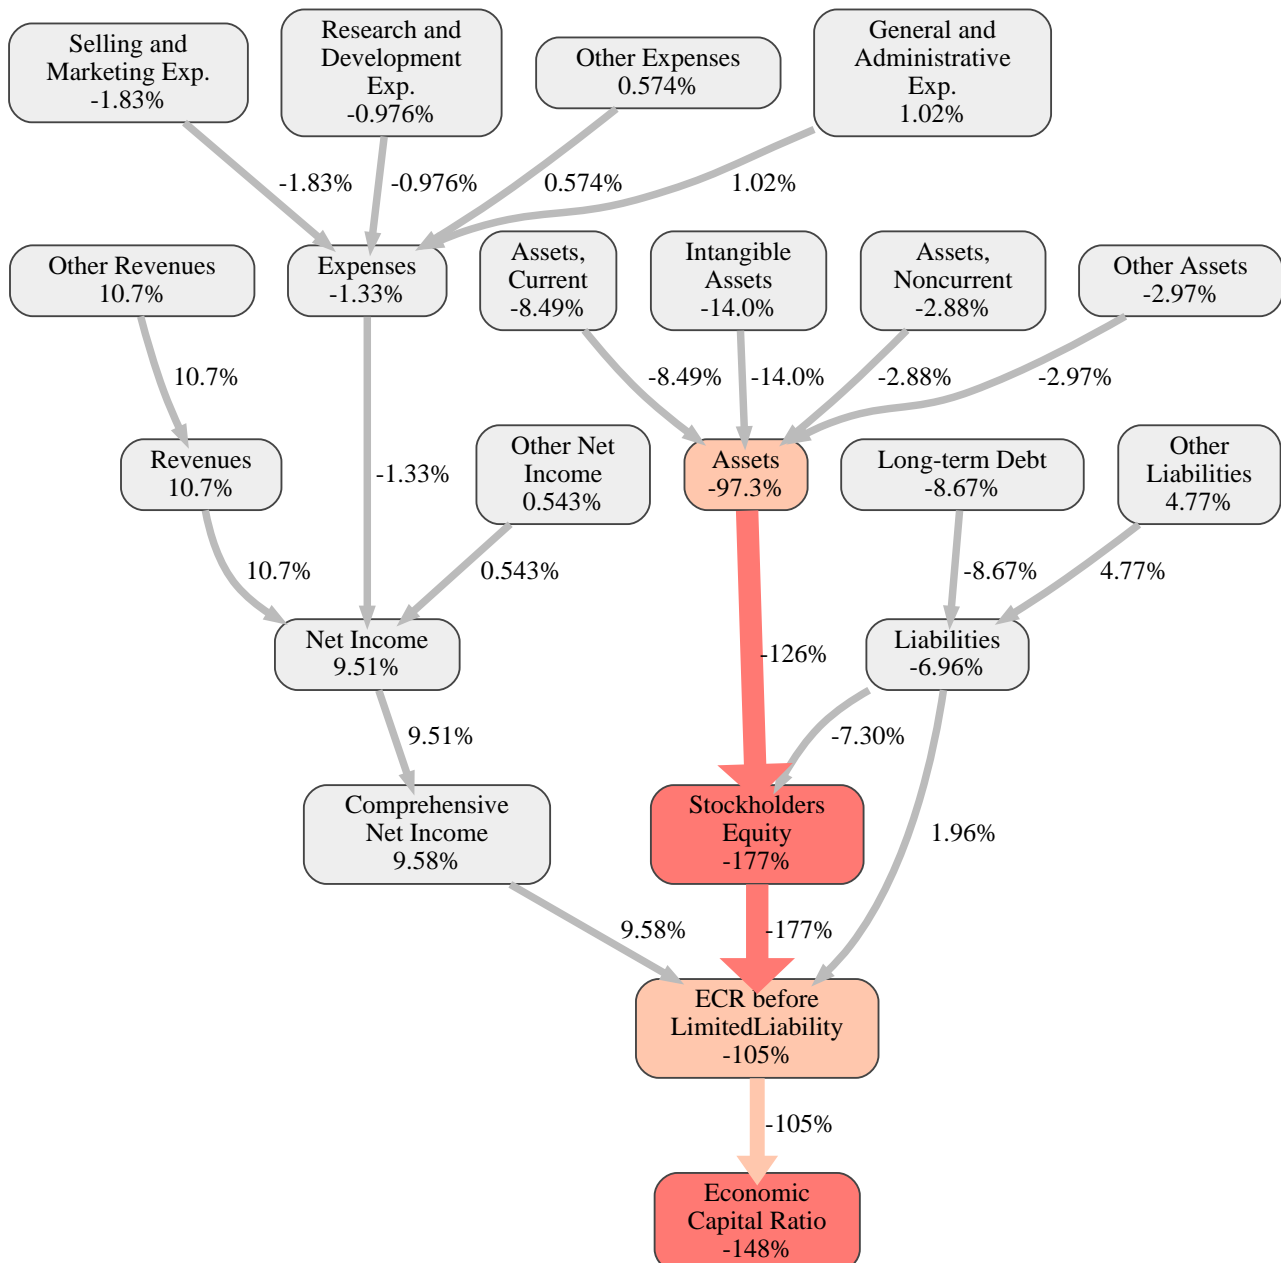 Selling and
Marketing Exp.
-1.83%
Research and
Development
Exp.
-0.976%
Other Expenses
0.574%
General and
Administrative
Exp.
1.02%
-1.83%
-0.976%
0.574%
1.02%
Other Revenues
10.7%
Expenses
-1.33%
Assets,
Current
-8.49%
Intangible
Assets
-14.0%
Assets,
Noncurrent
-2.88%
Other Assets
-2.97%
10.7%
-8.49%
-14.0%
-2.88%
-2.97%
Revenues
10.7%
-1.33%
Other Net
Income
0.543%
Assets
-97.3%
Long-term Debt
-8.67%
Other
Liabilities
4.77%
10.7%
0.543%
-8.67%
4.77%
Net Income
9.51%
-126%
Liabilities
-6.96%
9.51%
-7.30%
Comprehensive
Net Income
9.58%
Stockholders
Equity
-177%
1.96%
9.58%
-177%
ECR before
LimitedLiability
-105%
-105%
Economic
Capital Ratio
-148%